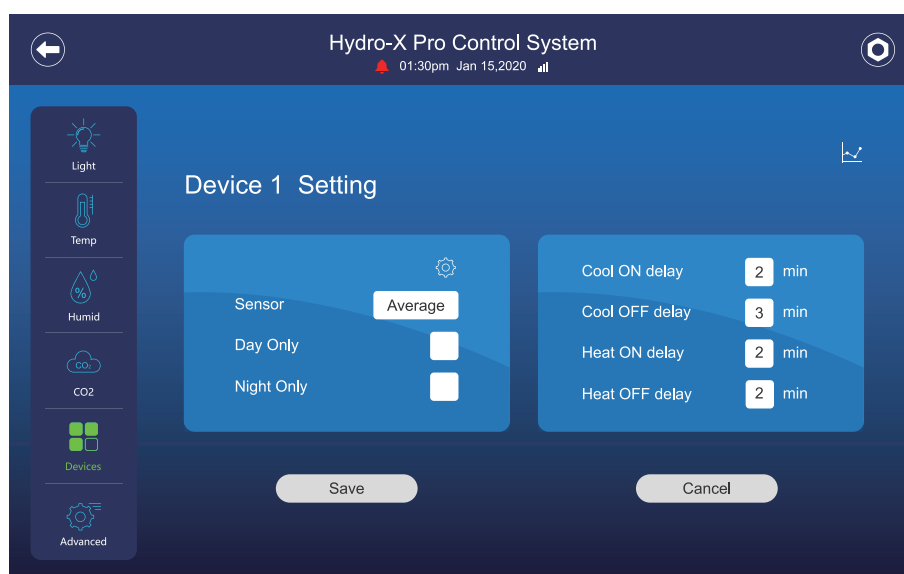 Hydro-X Pro Control System
01:30pm Jan 15,2020
Light
Temp
%
Humid
CO₂
CO2
Devices
Advanced
Device 1 Setting
Sensor Average
Day Only
Night Only
Cool ON delay 2 min
Cool OFF delay 3 min
Heat ON delay 2 min
Heat OFF delay 2 min
Save
Cancel